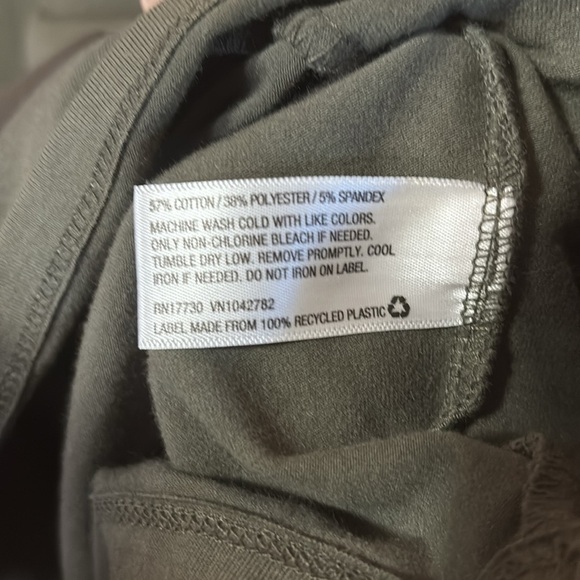 57% COTTON / 38% POLYESTER / 5% SPANDEX
MACHINE WASH COLD WITH LIKE COLORS.
ONLY NON-CHLORINE BLEACH IF NEEDED.
TUMBLE DRY LOW. REMOVE PROMPTLY. COOL
IRON IF NEEDED. DO NOT IRON ON LABEL.
RN17730 VN1042782
LABEL MADE FROM 100% RECYCLED PLASTIC